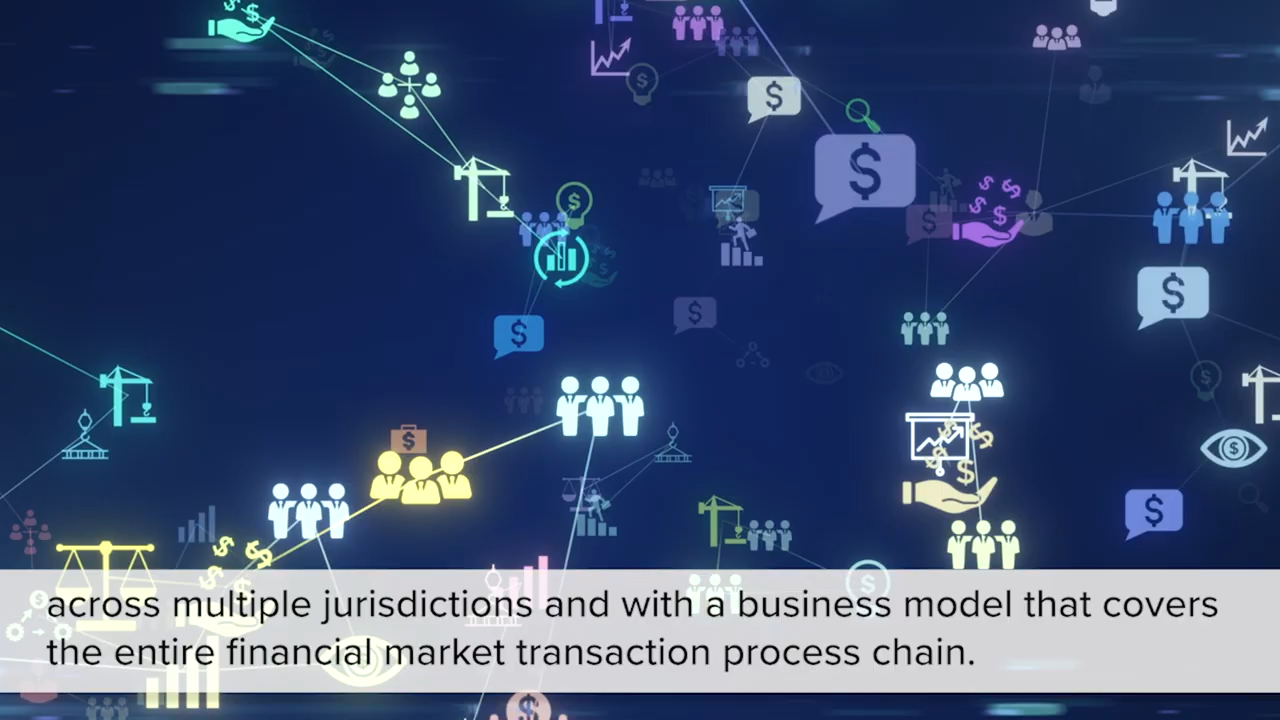 across multiple jurisdictions and with a business model that covers
the entire financial market transaction process chain.